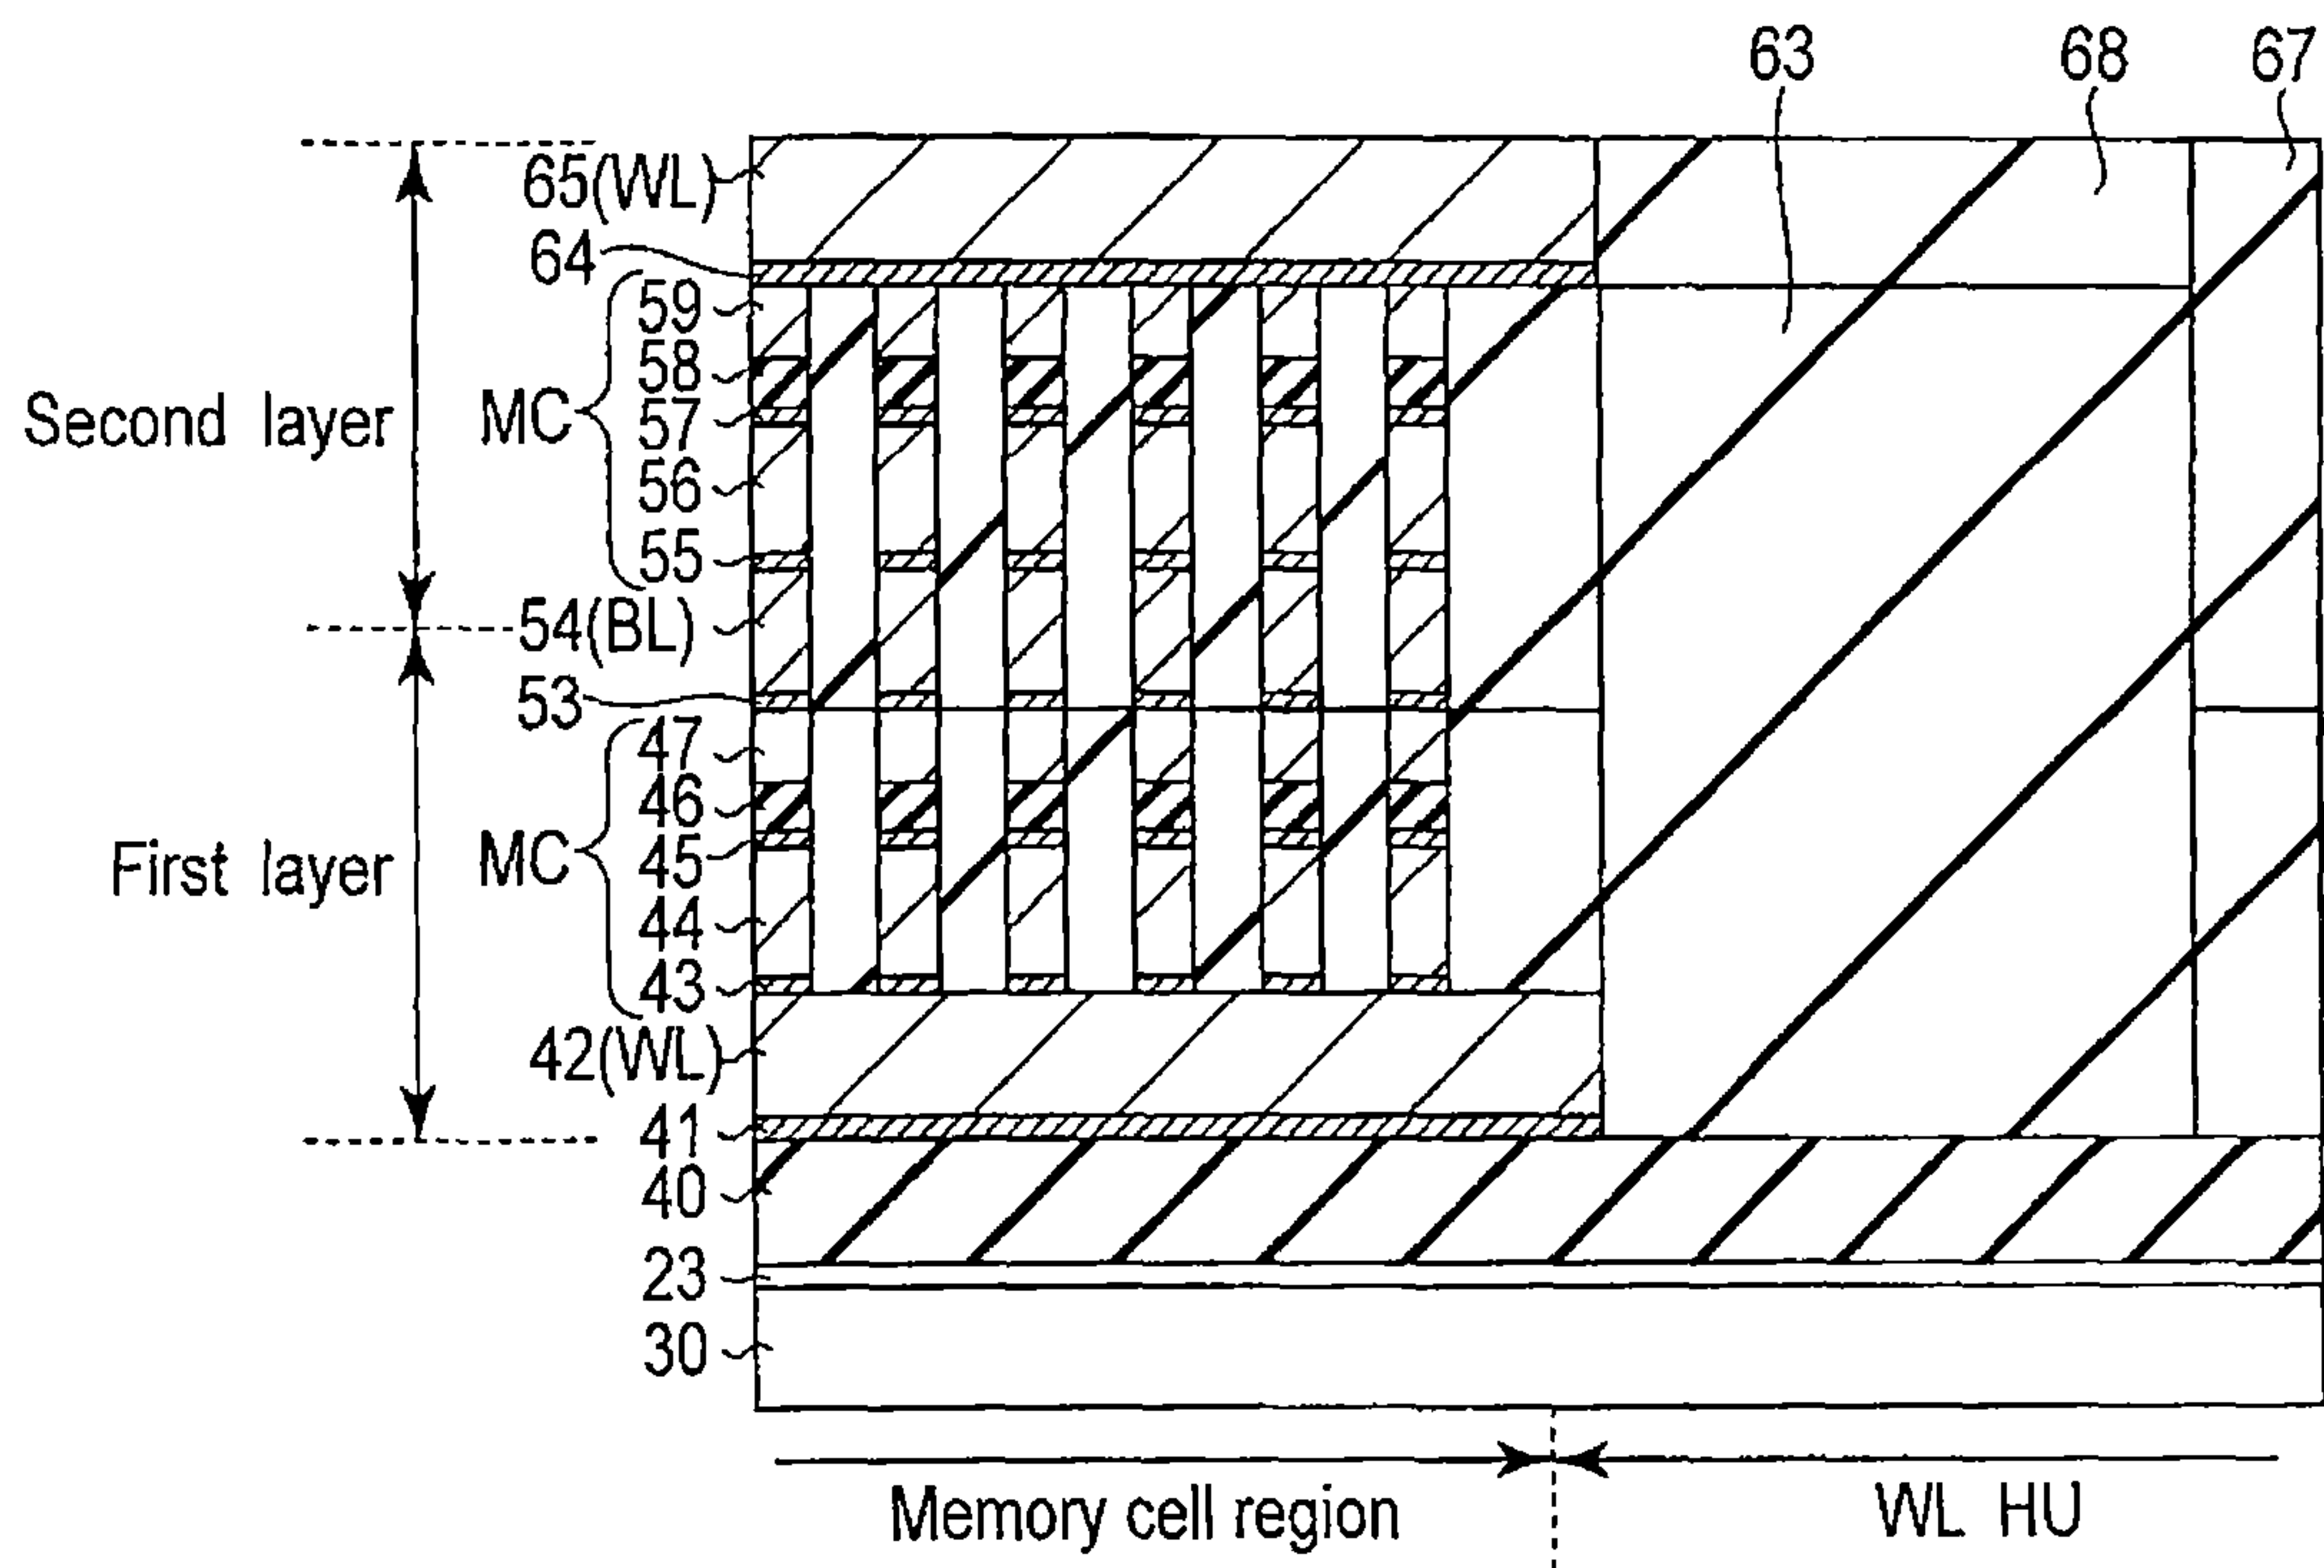 63
68
67
65(WL)
64
59
58
57
56
55
MC
Second layer
54(BL)
53
47
46
45
44
43
MC
First layer
42(WL)
41
40
23
30
Memory cell region
WL HU